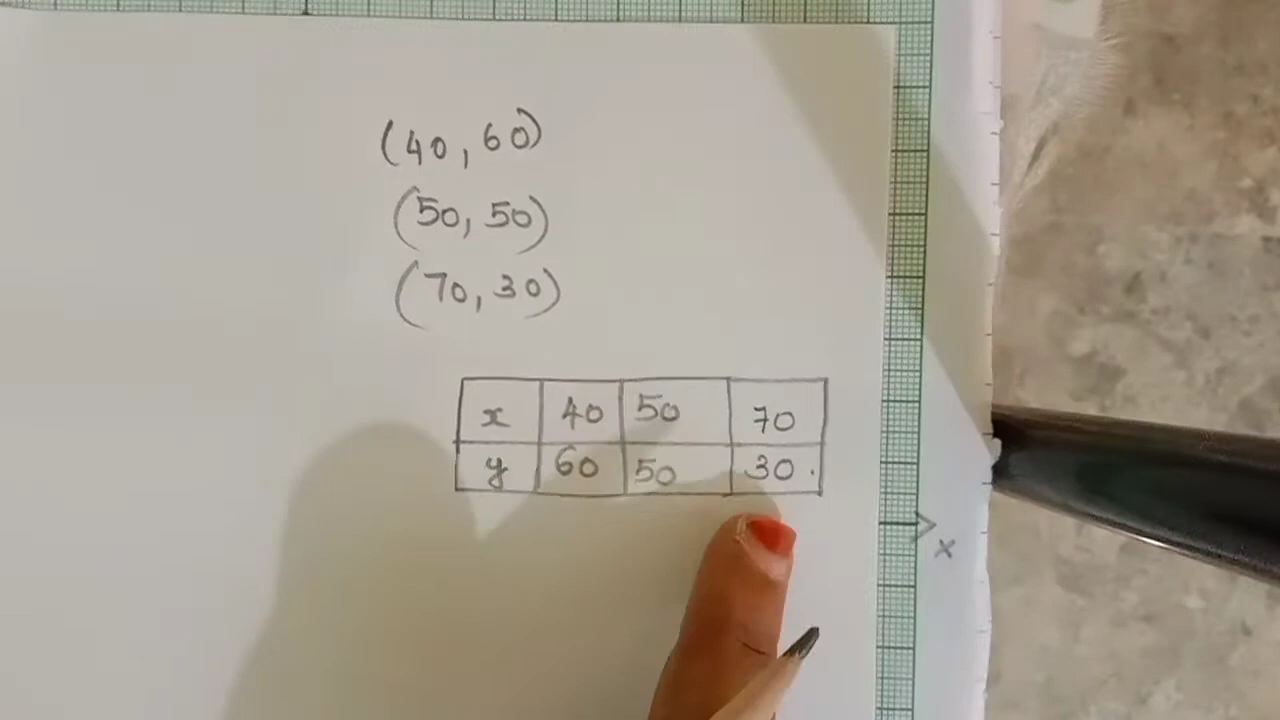 (40, 60)
(50, 50)
(70, 30)
x 40 50 70
y 60 50 30.
x